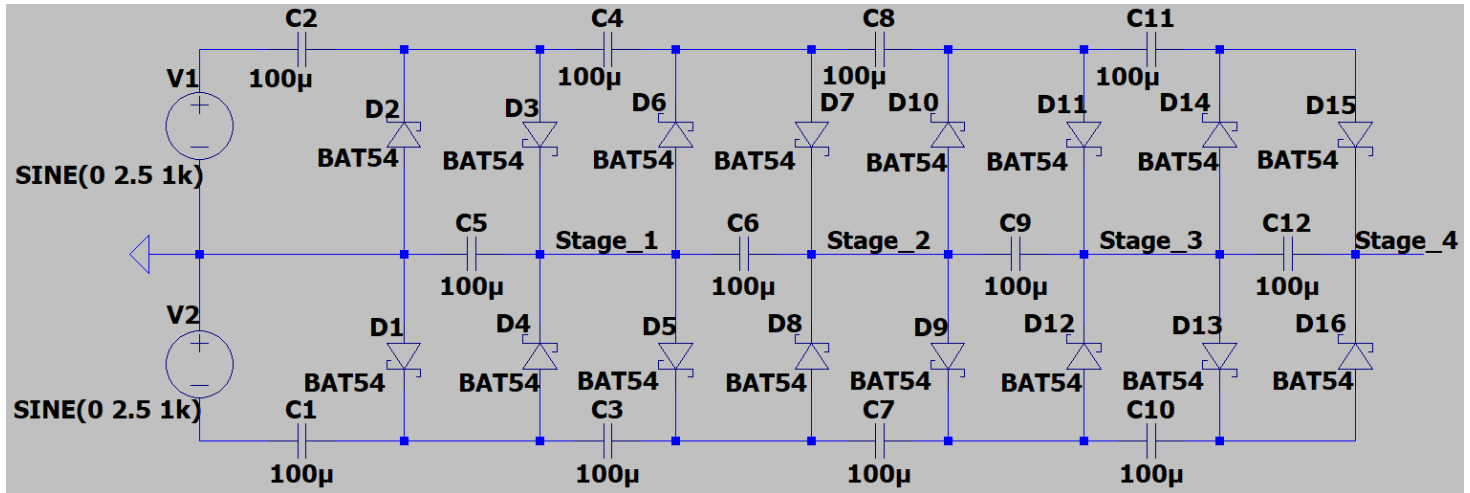 C2
C4
C8
C11
V1
100µ
100µ
100µ
100µ
D2
D3
D6
D7
D10
D11
D14
D15
BAT54
BAT54
BAT54
BAT54
BAT54
BAT54
BAT54
BAT54
SINE(0 2.5 1k)
C5
Stage_1
C6
Stage_2
C9
Stage_3
C12
Stage_4
100µ
100µ
100µ
100µ
V2
D1
D4
D5
D8
D9
D12
D13
D16
BAT54
BAT54
BAT54
BAT54
BAT54
BAT54
BAT54
BAT54
SINE(0 2.5 1k)
C1
C3
C7
C10
100µ
100µ
100µ
100µ